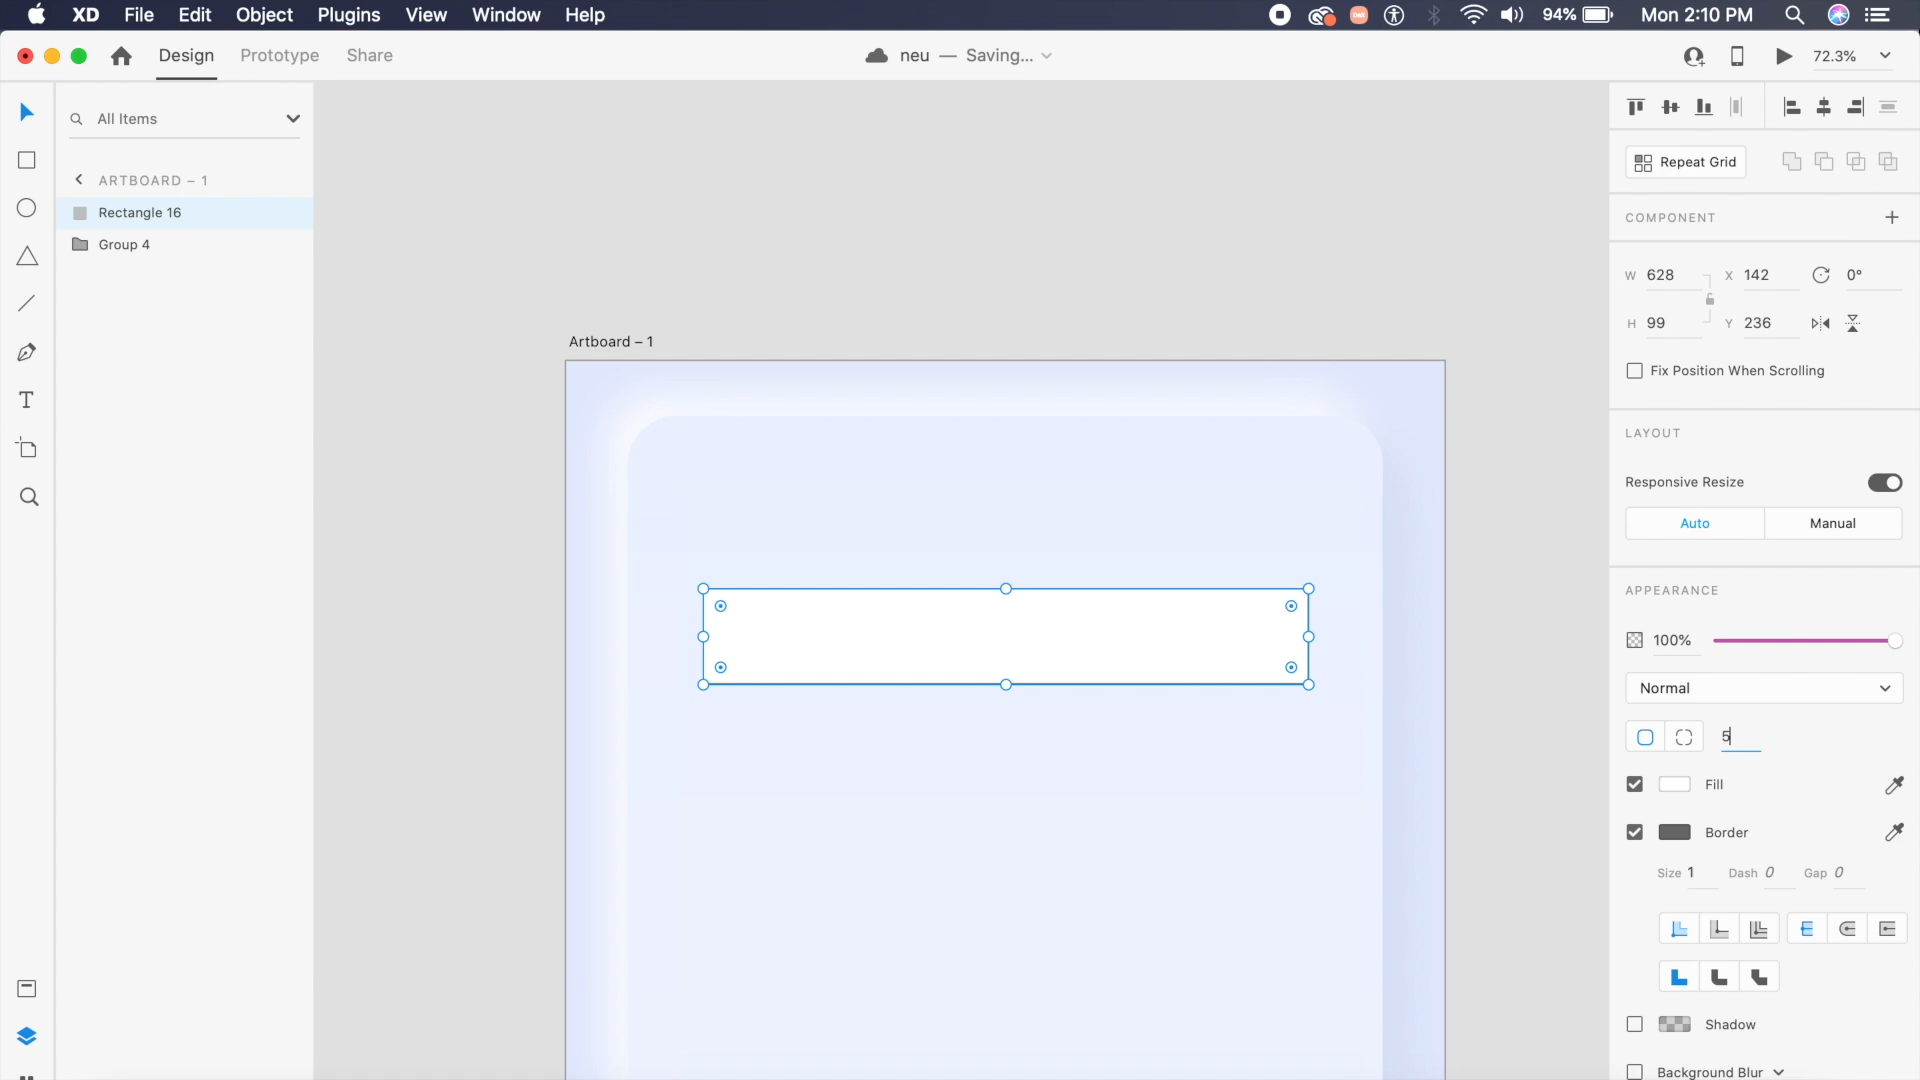 XD File Edit Object Plugins View Window Help 94% Mon 2:10 PM
Design Prototype Share neu — Saving... 72.3%
All Items
ARTBOARD – 1
Rectangle 16
Group 4
Artboard – 1
Repeat Grid
COMPONENT
W 628 X 142 0°
H 99 Y 236
Fix Position When Scrolling
LAYOUT
Responsive Resize
Auto Manual
APPEARANCE
100%
Normal
5
Fill
Border
Size 1 Dash 0 Gap 0
Shadow
Background Blur